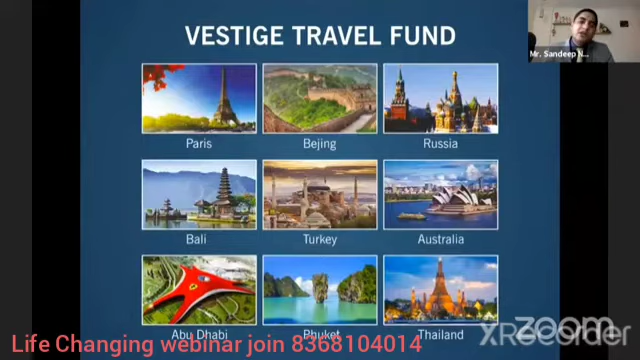 VESTIGE TRAVEL FUND
Mr. Sandeep N...
Paris
Bejing
Russia
Bali
Turkey
Australia
Abu Dhabi
Phuket
Thailand
zoom
XRecorder
Life Changing webinar join 8368104014